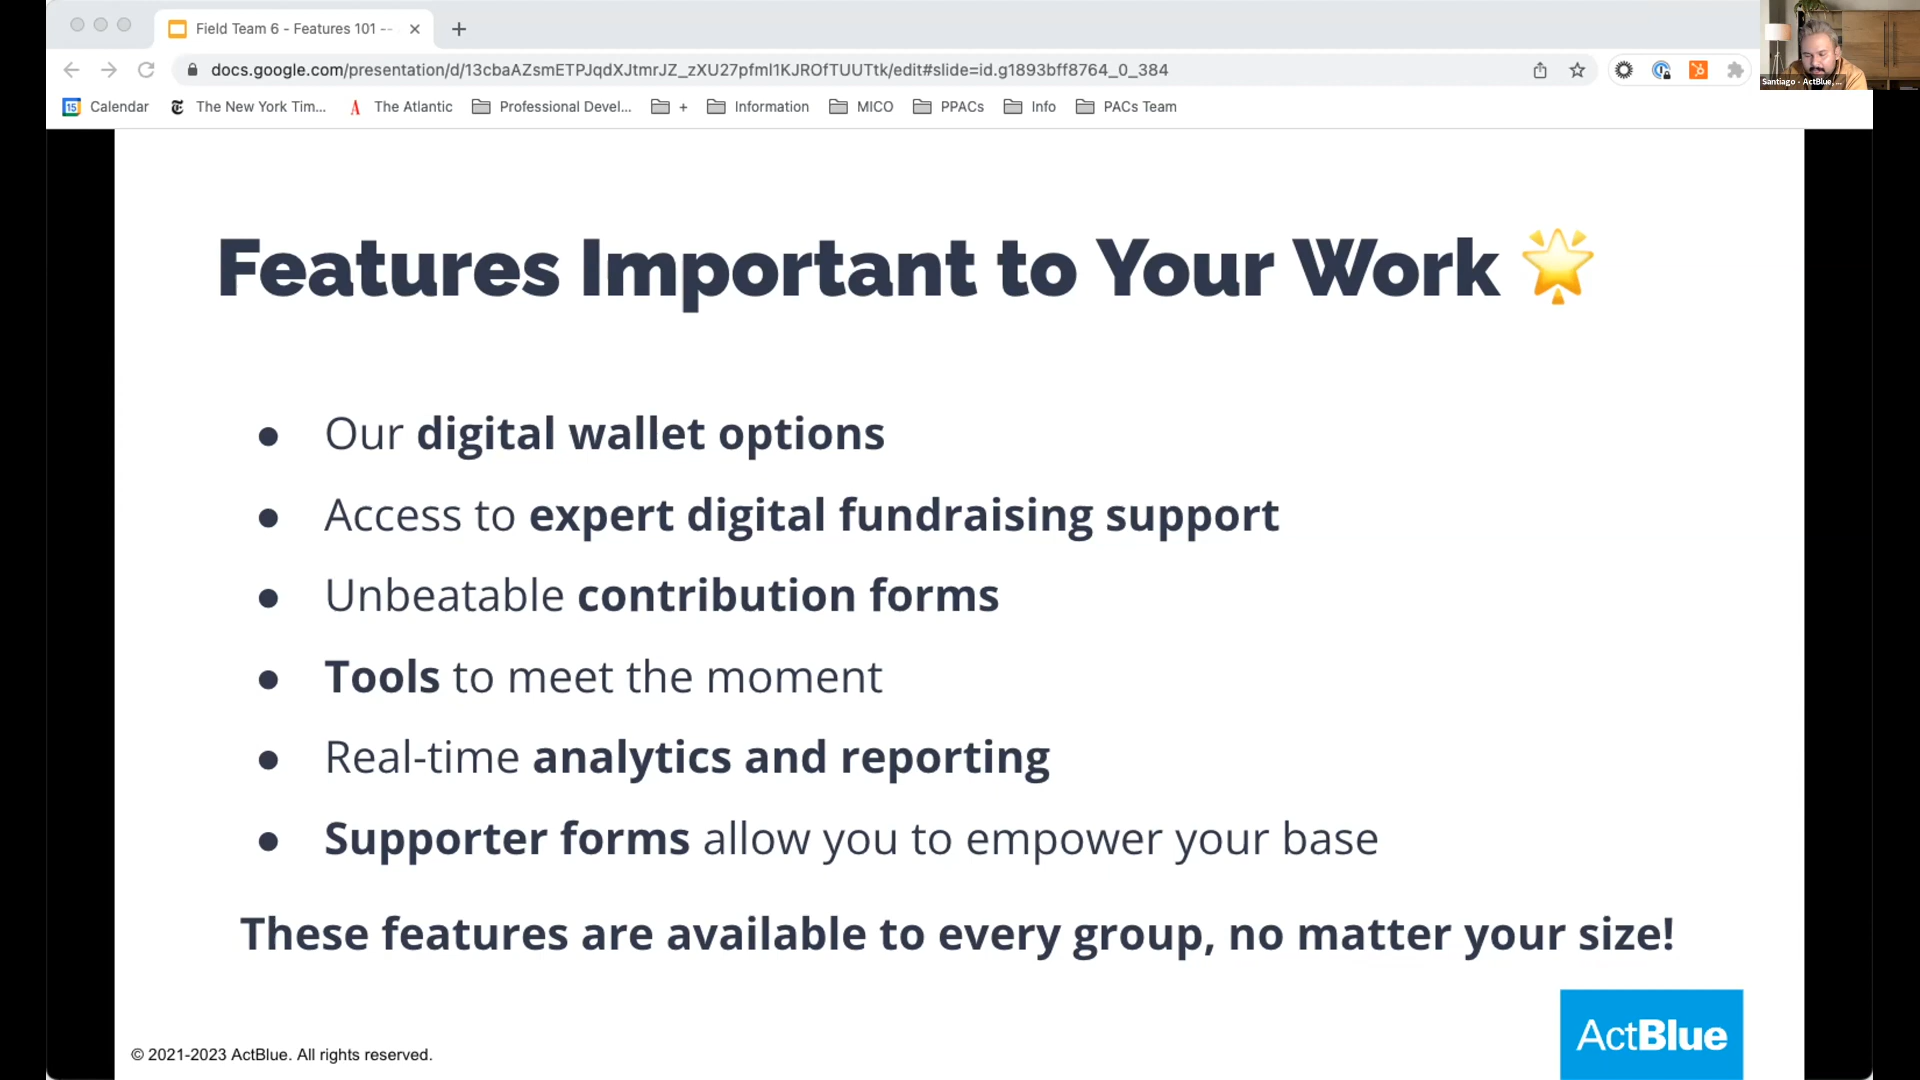 Field Team 6 - Features 101 --
docs.google.com/presentation/d/13cbaAZsmETPJqdXJtmrJZ_zXU27pfml1KJROfTUUTtk/edit#slide=id.g1893bff8764_0_384
Santiago - ActBlue,...
15 Calendar The New York Tim... The Atlantic Professional Devel... + Information MICO PPACs Info PACs Team
Features Important to Your Work
● Our digital wallet options
● Access to expert digital fundraising support
● Unbeatable contribution forms
● Tools to meet the moment
● Real-time analytics and reporting
● Supporter forms allow you to empower your base
These features are available to every group, no matter your size!
ActBlue
© 2021-2023 ActBlue. All rights reserved.